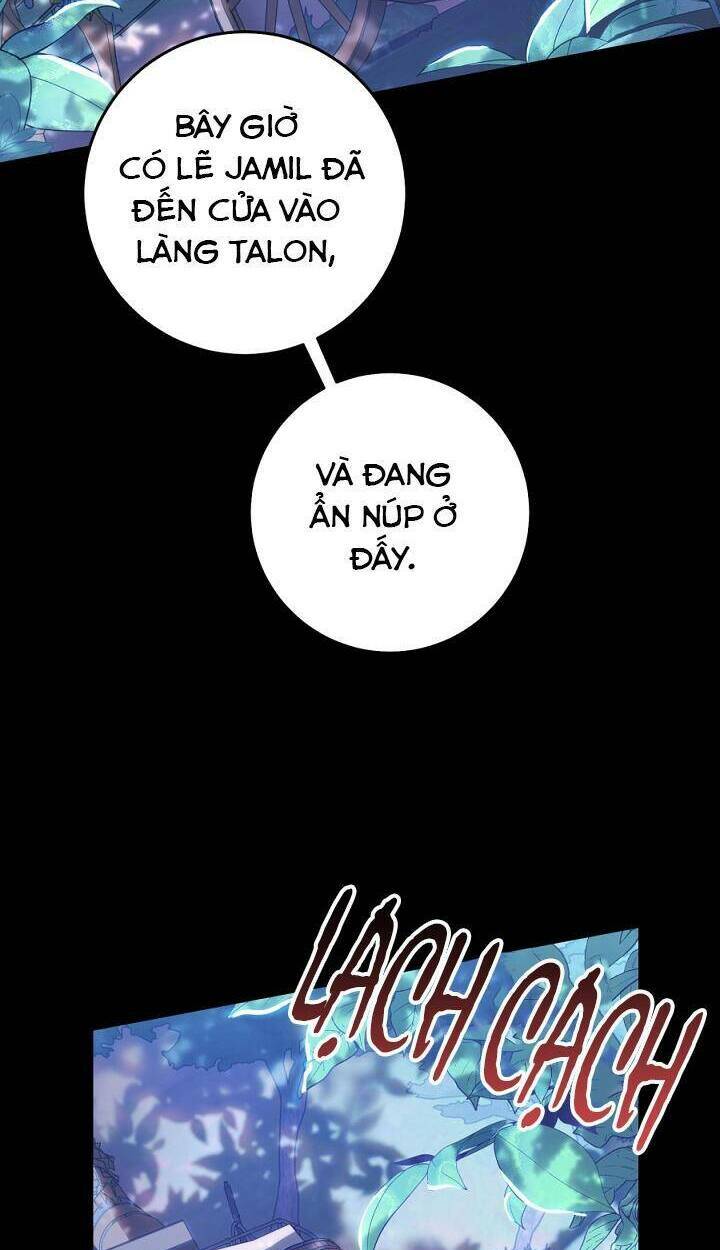 BÂY GIỜ
CÓ LẼ JAMIL ĐÃ
ĐẾN CỬA VÀO
LÀNG TALON,
VÀ ĐANG
ẨN NÚP Ở
ĐẤY.
LẠCH CẠCH